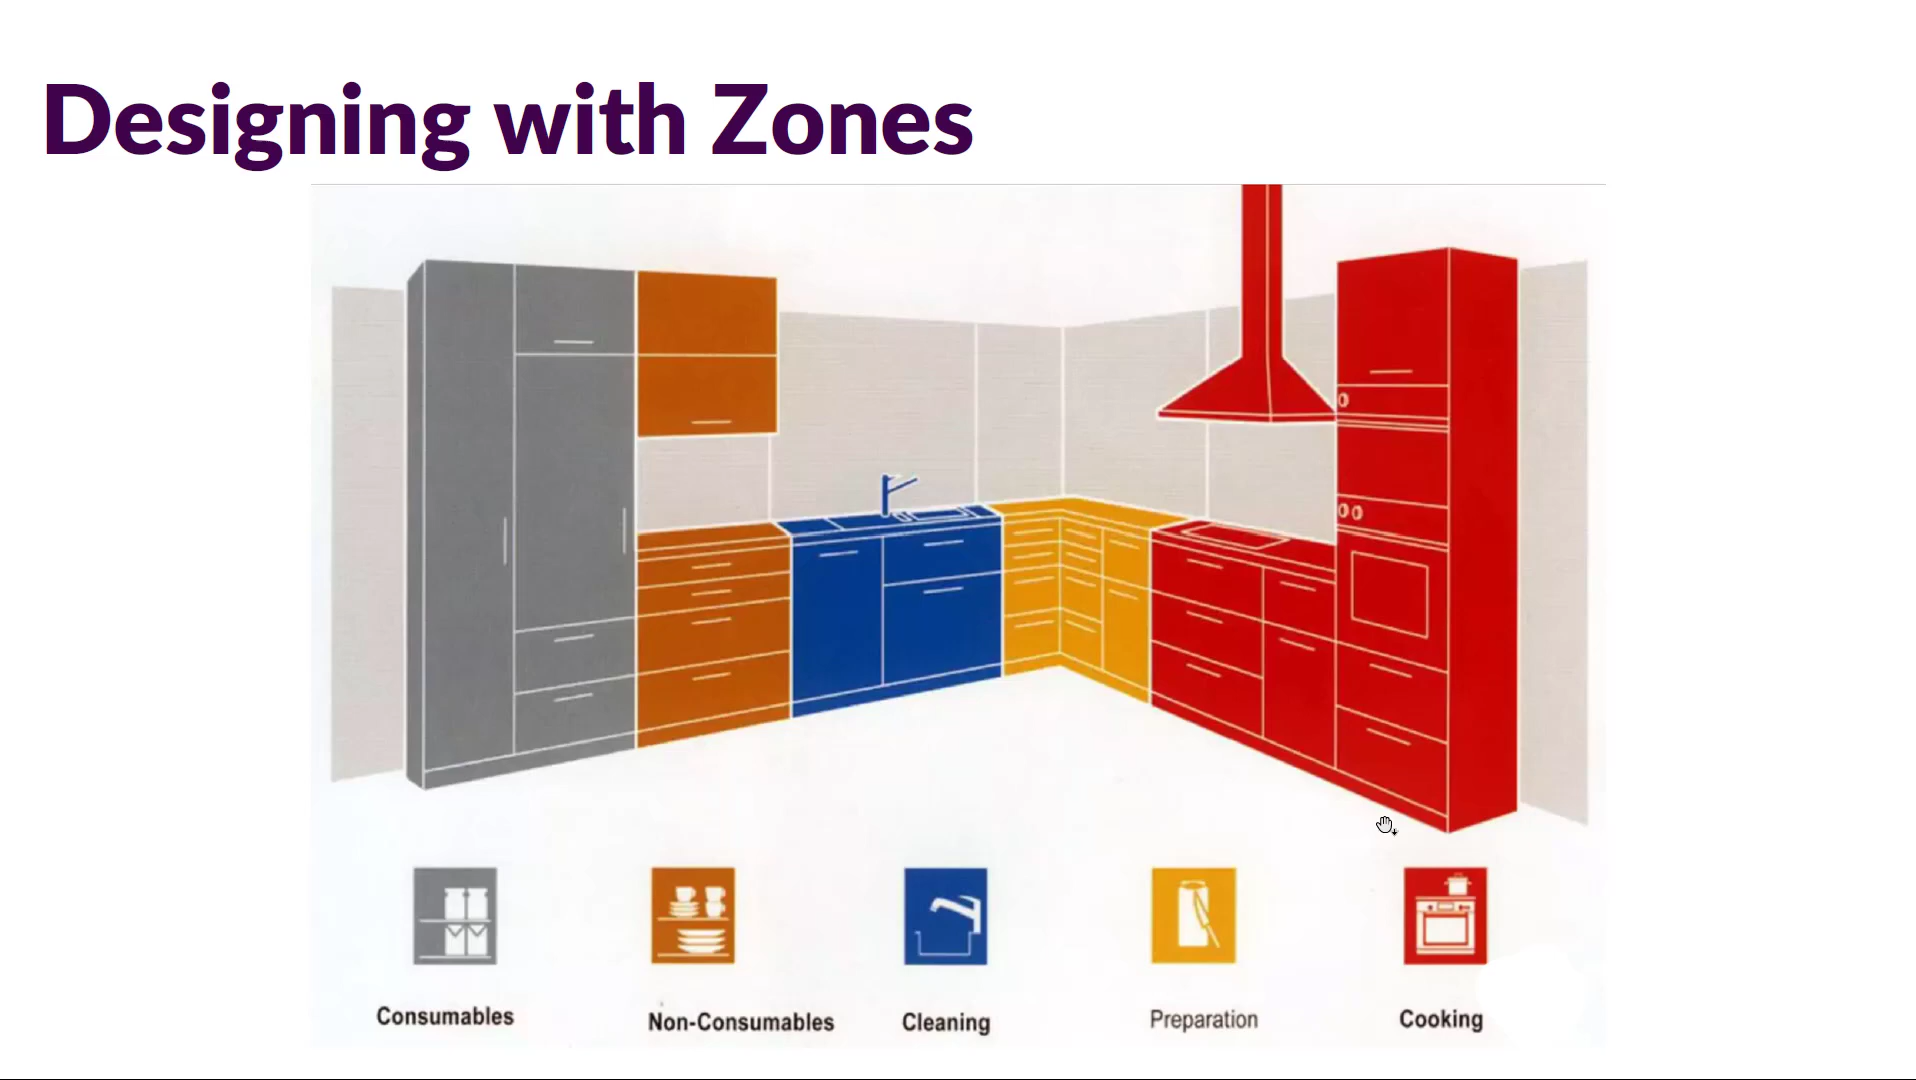 Designing with Zones
Consumables
Non-Consumables
Cleaning
Preparation
Cooking